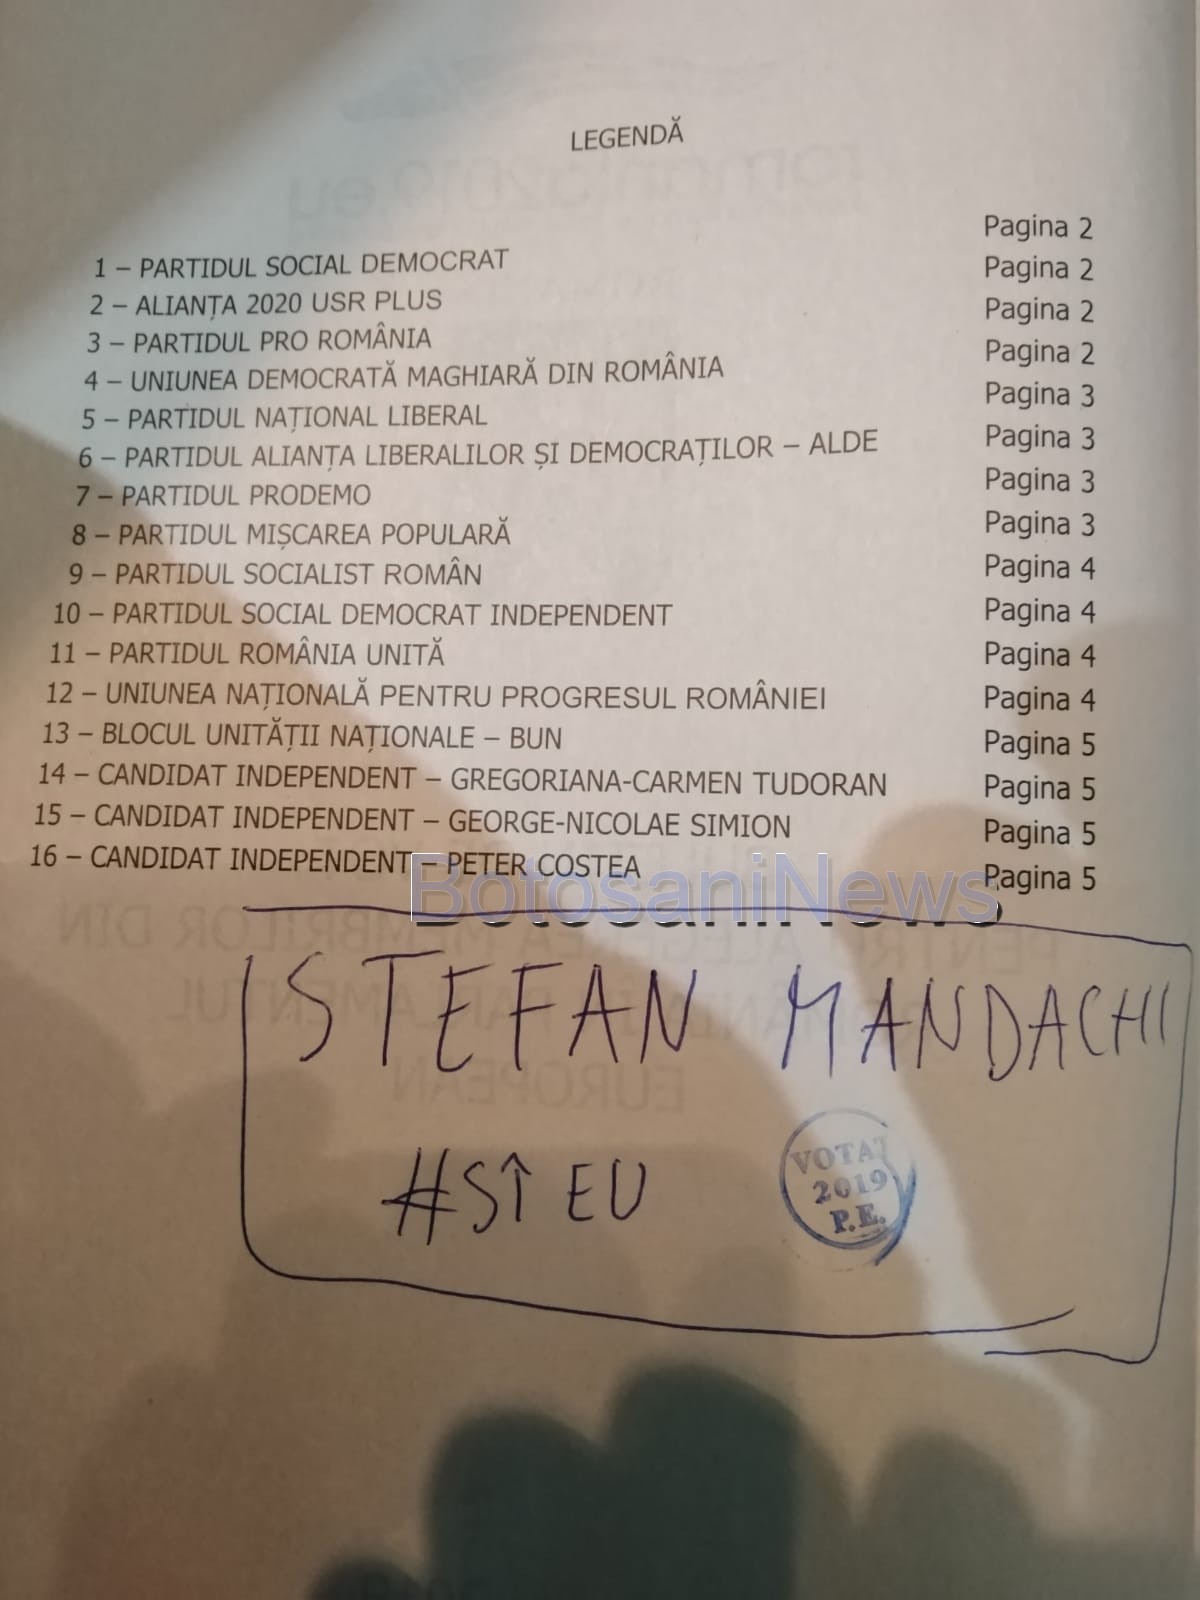 LEGENDĂ
1 – PARTIDUL SOCIAL DEMOCRAT Pagina 2
2 – ALIANȚA 2020 USR PLUS Pagina 2
3 – PARTIDUL PRO ROMÂNIA Pagina 2
4 – UNIUNEA DEMOCRATĂ MAGHIARĂ DIN ROMÂNIA Pagina 2
5 – PARTIDUL NAȚIONAL LIBERAL Pagina 3
6 – PARTIDUL ALIANȚA LIBERALILOR ȘI DEMOCRAȚILOR – ALDE Pagina 3
7 – PARTIDUL PRODEMO Pagina 3
8 – PARTIDUL MIȘCAREA POPULARĂ Pagina 3
9 – PARTIDUL SOCIALIST ROMÂN Pagina 4
10 – PARTIDUL SOCIAL DEMOCRAT INDEPENDENT Pagina 4
11 – PARTIDUL ROMÂNIA UNITĂ Pagina 4
12 – UNIUNEA NAȚIONALĂ PENTRU PROGRESUL ROMÂNIEI Pagina 4
13 – BLOCUL UNITĂȚII NAȚIONALE – BUN Pagina 5
14 – CANDIDAT INDEPENDENT – GREGORIANA-CARMEN TUDORAN Pagina 5
15 – CANDIDAT INDEPENDENT – GEORGE-NICOLAE SIMION Pagina 5
16 – CANDIDAT INDEPENDENT – PETER COSTEA Pagina 5
BotosaniNews
STEFAN MANDACHI
#SÎ EU
VOTAT
2019
P.E.